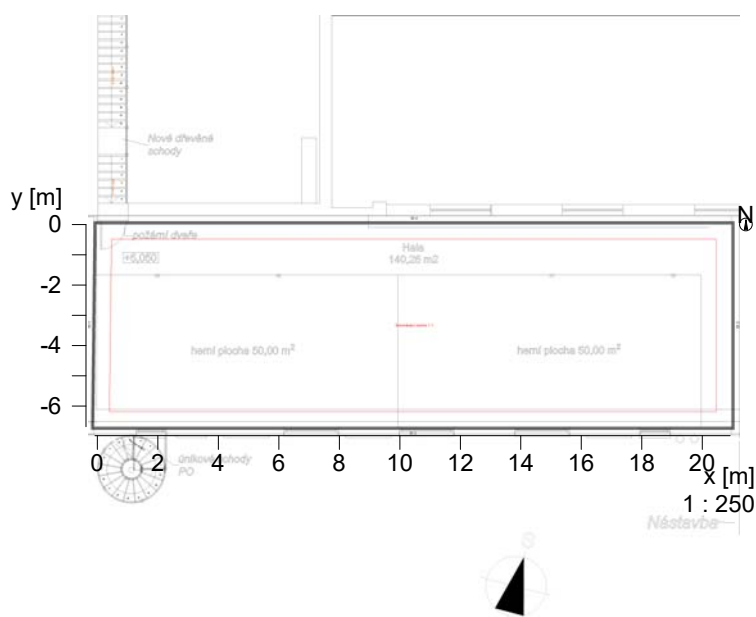 Nové dřevěné
schody
y [m]
N
0
požární dveře
+5,050
Hala
140,26 m2
-2
-4
herní plocha 50,00 m²
herní plocha 50,00 m²
-6
0 2 4 6 8 10 12 14 16 18 20
x [m]
únikové schody
PO
1 : 250
Nástavba
S